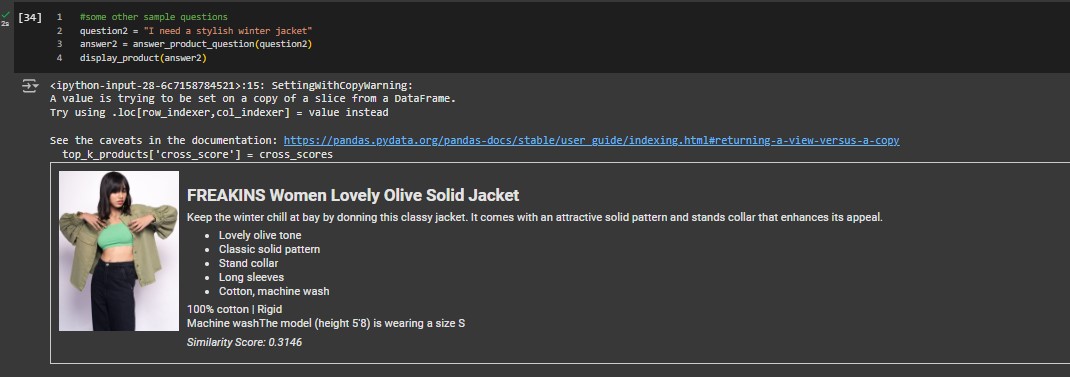 [34]
2s
1 #some other sample questions
2 question2 = "I need a stylish winter jacket"
3 answer2 = answer_product_question(question2)
4 display_product(answer2)
<ipython-input-28-6c7158784521>:15: SettingWithCopyWarning:
A value is trying to be set on a copy of a slice from a DataFrame.
Try using .loc[row_indexer,col_indexer] = value instead
See the caveats in the documentation: https://pandas.pydata.org/pandas-docs/stable/user_guide/indexing.html#returning-a-view-versus-a-copy
top_k_products['cross_score'] = cross_scores
FREAKINS Women Lovely Olive Solid Jacket
Keep the winter chill at bay by donning this classy jacket. It comes with an attractive solid pattern and stands collar that enhances its appeal.
• Lovely olive tone
• Classic solid pattern
• Stand collar
• Long sleeves
• Cotton, machine wash
100% cotton | Rigid
Machine washThe model (height 5'8) is wearing a size S
Similarity Score: 0.3146